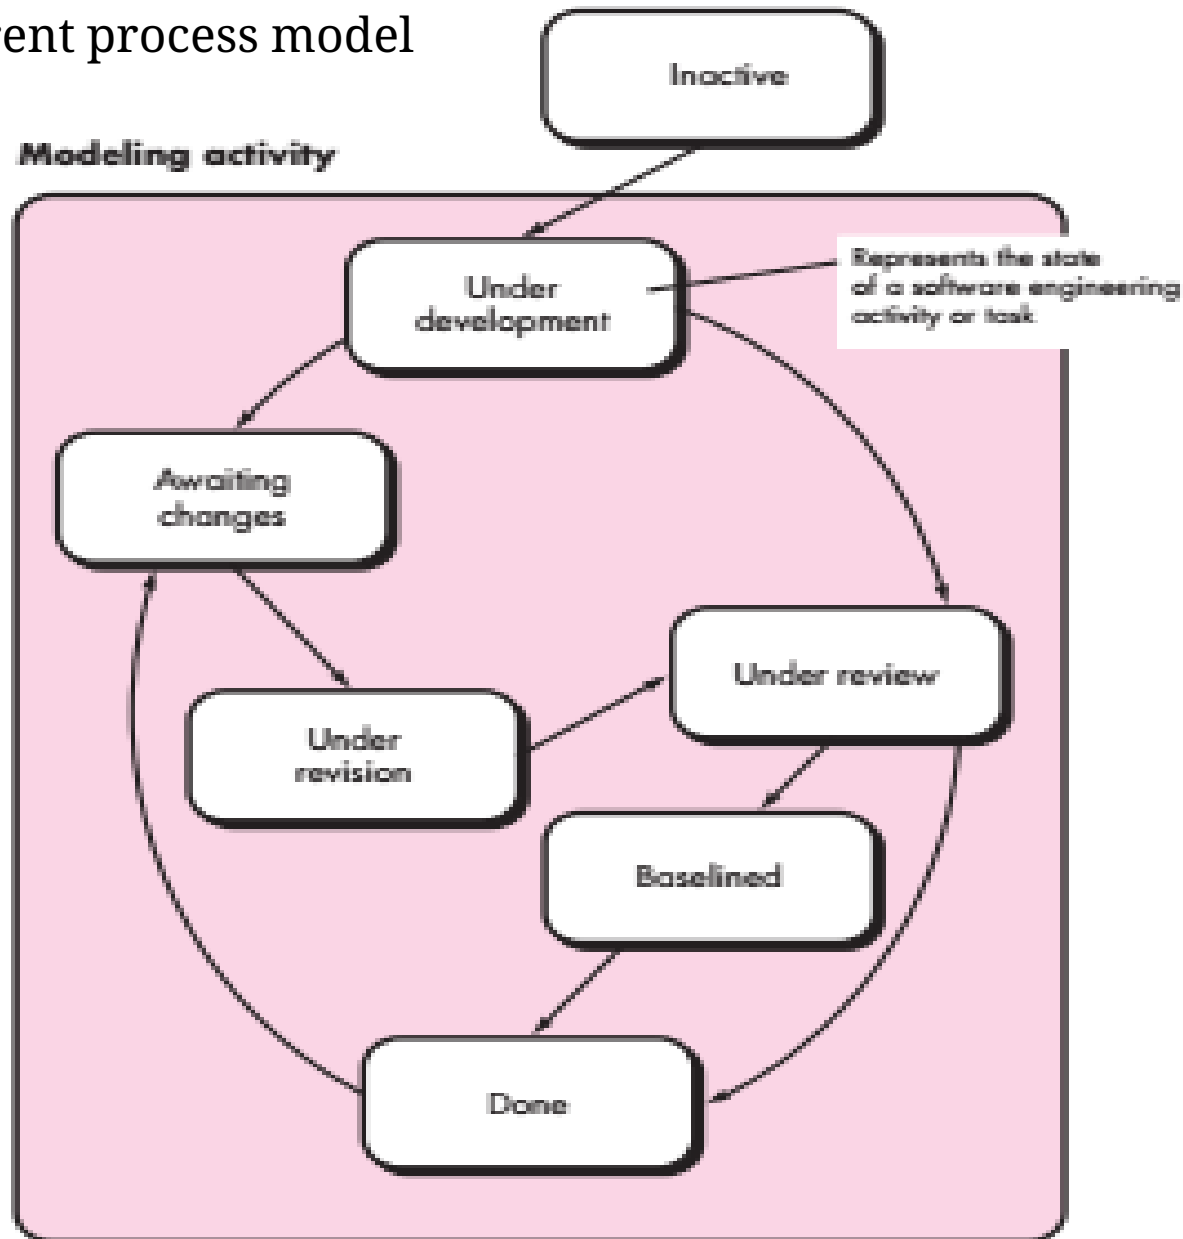 rent process model
Inactive
Modeling activity
Represents the state
of a software engineering
activity or task
Under
development
Awaiting
changes
Under review
Under
revision
Baselined
Done